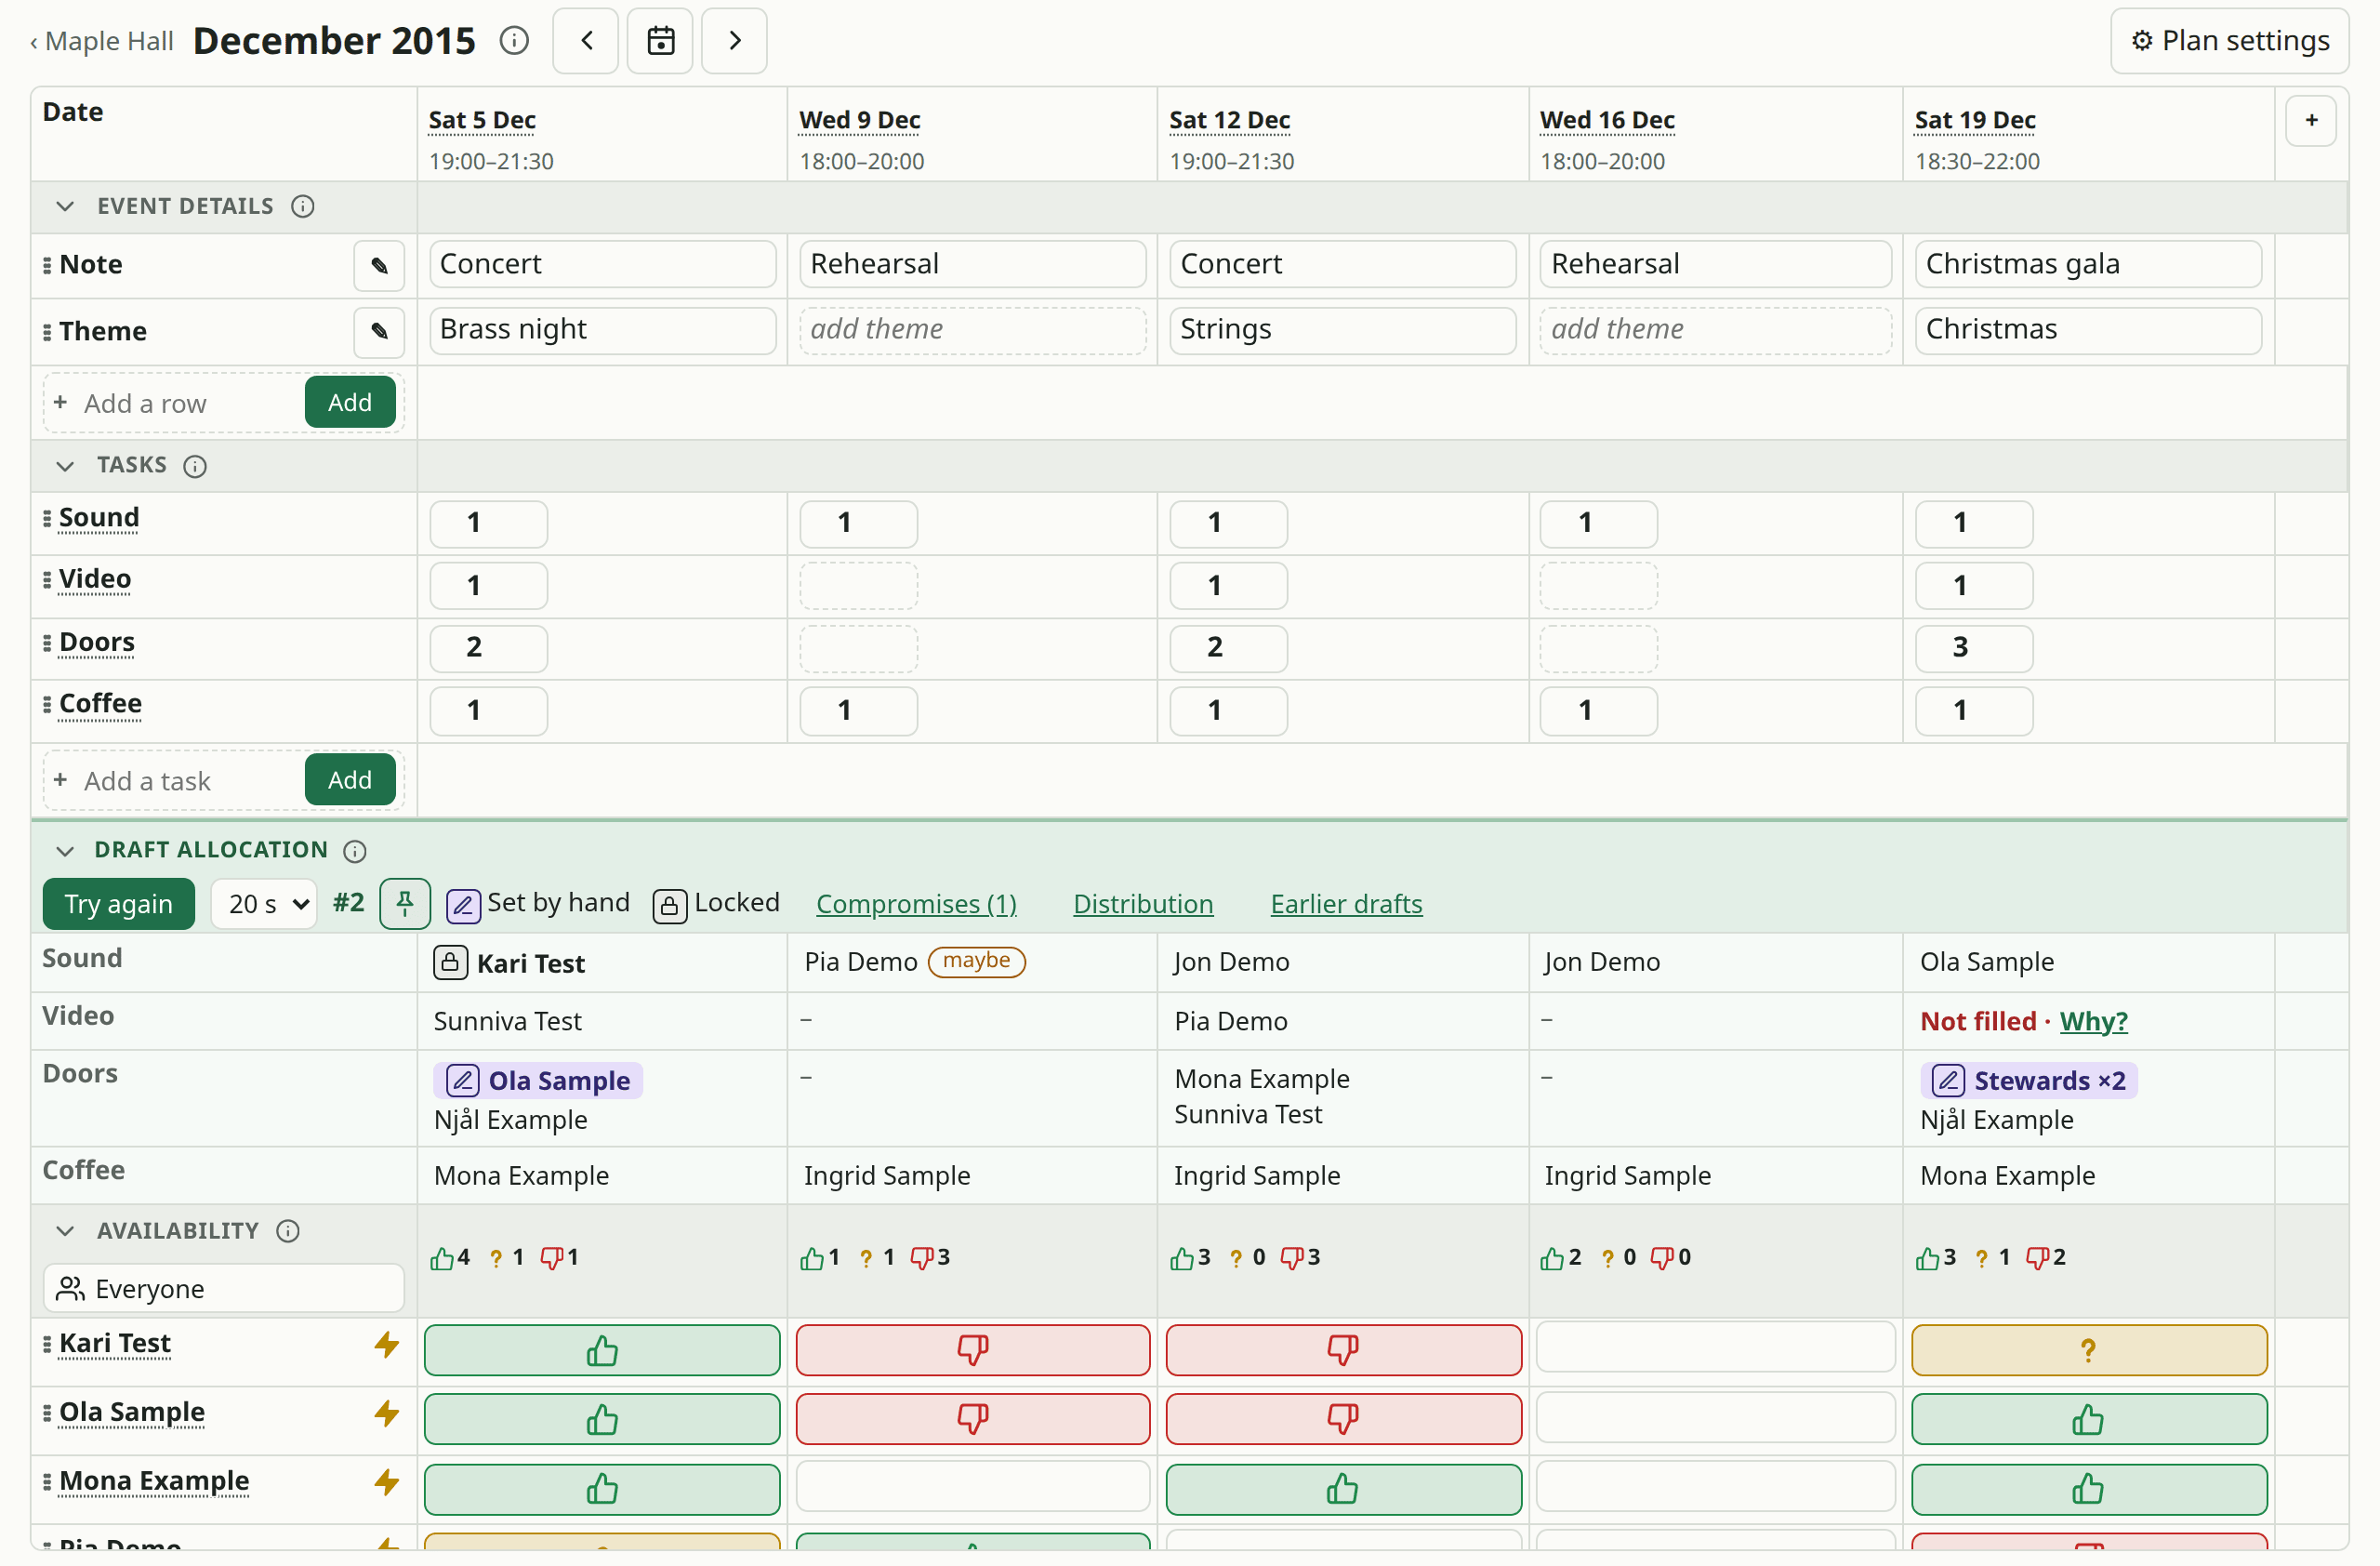 ‹ Maple Hall December 2015 ⚙ Plan settings
Date Sat 5 Dec Wed 9 Dec Sat 12 Dec Wed 16 Dec Sat 19 Dec +
19:00–21:30 18:00–20:00 19:00–21:30 18:00–20:00 18:30–22:00
EVENT DETAILS
Note Concert Rehearsal Concert Rehearsal Christmas gala
Theme Brass night add theme Strings add theme Christmas
+ Add a row Add
TASKS
Sound 1 1 1 1 1
Video 1 1 1
Doors 2 2 3
Coffee 1 1 1 1 1
+ Add a task Add
DRAFT ALLOCATION
Try again 20 s #2 Set by hand Locked Compromises (1) Distribution Earlier drafts
Sound Kari Test Pia Demo maybe Jon Demo Jon Demo Ola Sample
Video Sunniva Test – Pia Demo – Not filled · Why?
Doors Ola Sample – Mona Example – Stewards ×2
Njål Example Sunniva Test Njål Example
Coffee Mona Example Ingrid Sample Ingrid Sample Ingrid Sample Mona Example
AVAILABILITY 4 ? 1 1 1 ? 1 3 3 ? 0 3 2 ? 0 0 3 ? 1 2
Everyone
Kari Test ?
Ola Sample
Mona Example
Pia Demo